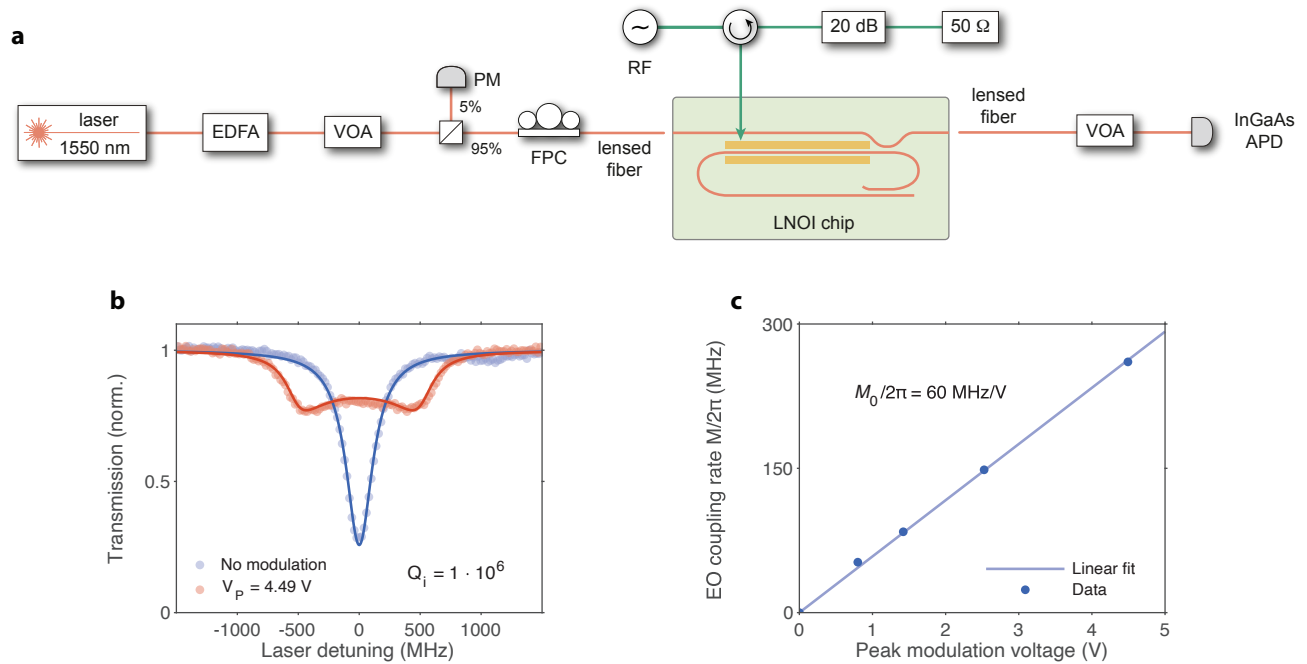 a
~
RF
20 dB
50 Ω
laser
1550 nm
EDFA
VOA
PM
5%
95%
FPC
lensed
fiber
LNOI chip
lensed
fiber
VOA
InGaAs
APD
b
Transmission (norm.)
1
0.5
0
No modulation
V_P = 4.49 V
Q_i = 1 · 10^6
-1000 -500 0 500 1000
Laser detuning (MHz)
c
EO coupling rate M/2π (MHz)
300
150
0
M_0/2π = 60 MHz/V
Linear fit
Data
0 1 2 3 4 5
Peak modulation voltage (V)